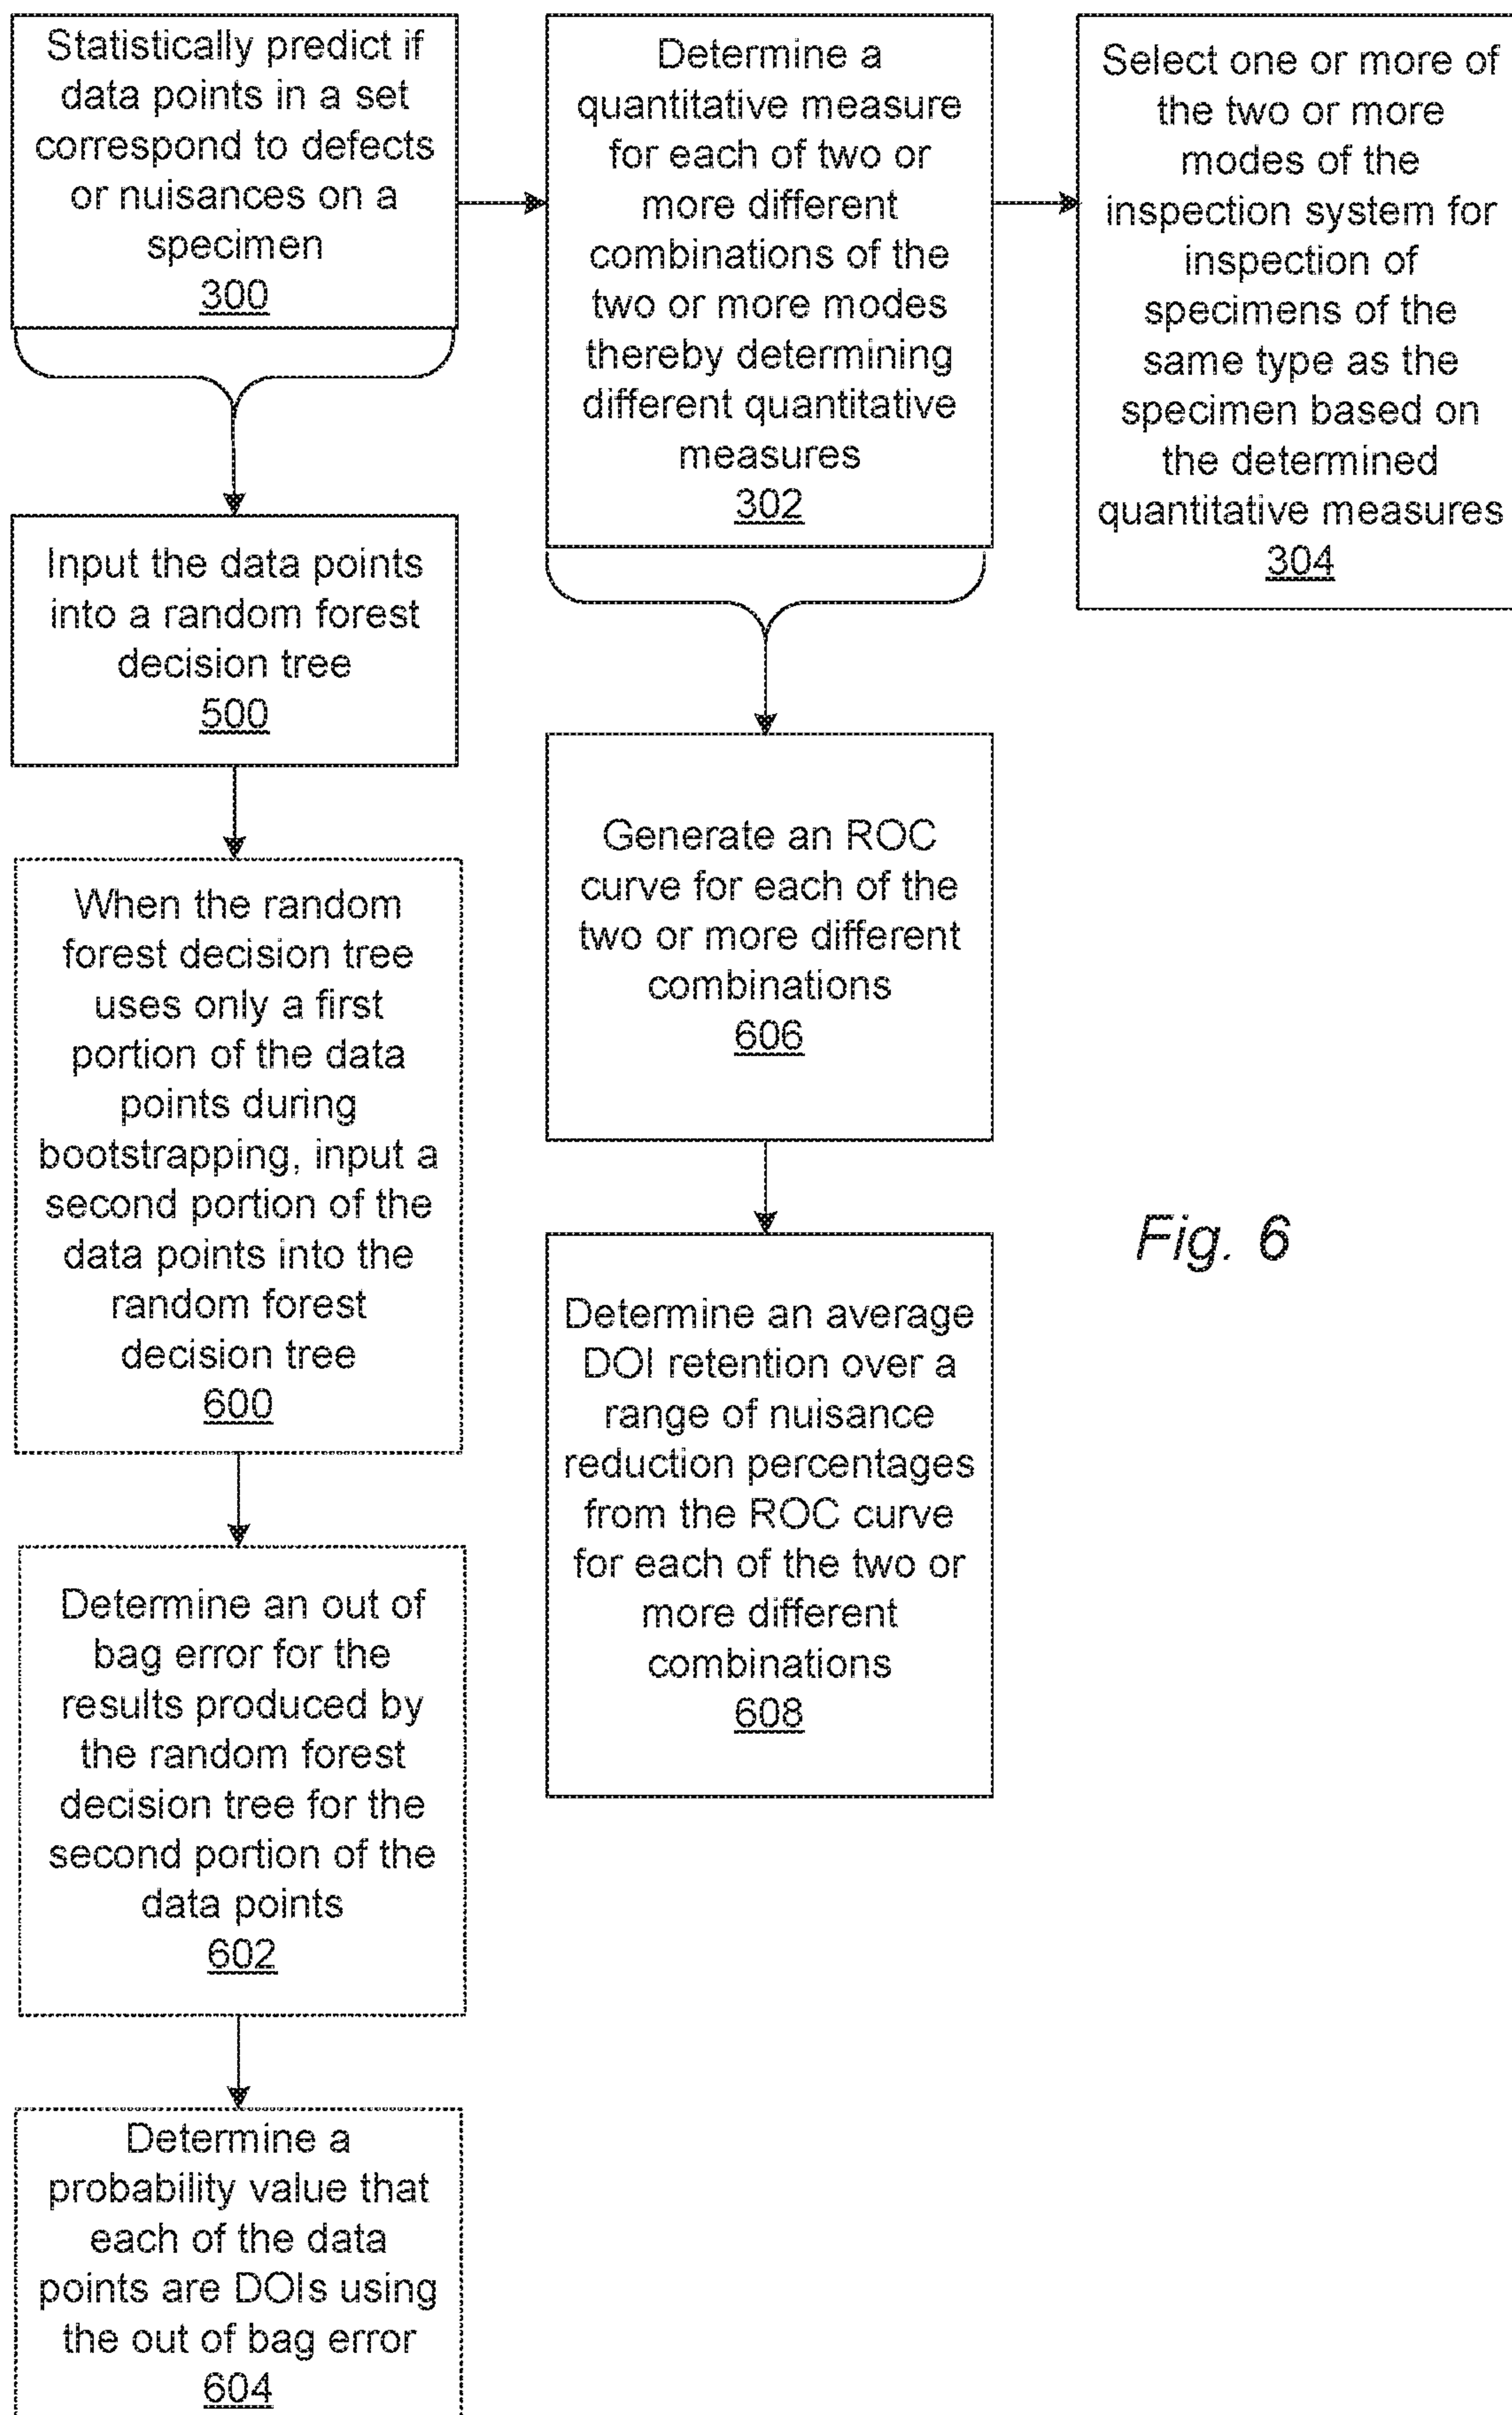 Statistically predict if
data points in a set
correspond to defects
or nuisances on a
specimen
300
Input the data points
into a random forest
decision tree
500
When the random
forest decision tree
uses only a first
portion of the data
points during
bootstrapping, input a
second portion of the
data points into the
random forest
decision tree
600
Determine an out of
bag error for the
results produced by
the random forest
decision tree for the
second portion of the
data points
602
Determine a
probability value that
each of the data
points are DOIs using
the out of bag error
604
Determine a
quantitative measure
for each of two or
more different
combinations of the
two or more modes
thereby determining
different quantitative
measures
302
Generate an ROC
curve for each of the
two or more different
combinations
606
Determine an average
DOI retention over a
range of nuisance
reduction percentages
from the ROC curve
for each of the two or
more different
combinations
608
Select one or more of
the two or more
modes of the
inspection system for
inspection of
specimens of the
same type as the
specimen based on
the determined
quantitative measures
304
Fig. 6